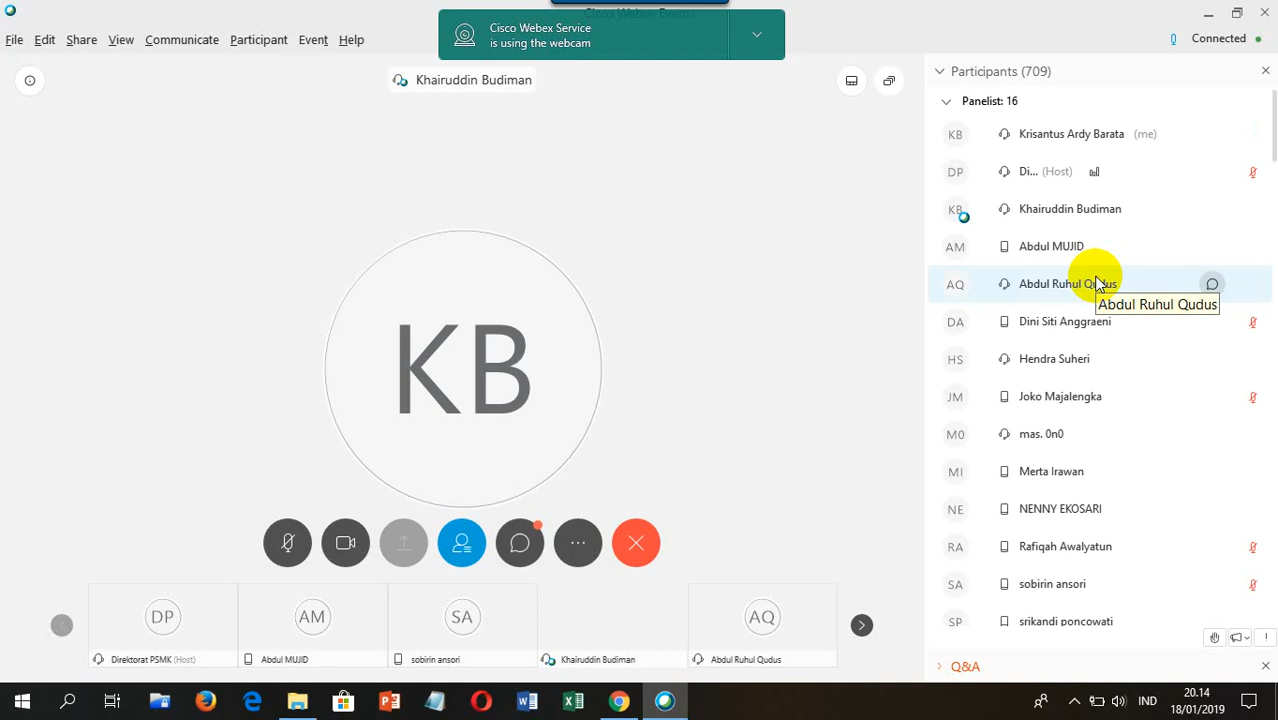 Cisco Webex Events
Cisco Webex Service
is using the webcam
File Edit Share View Communicate Participant Event Help
Connected
Khairuddin Budiman
KB
DP
AM
SA
AQ
Direktorat PSMK (Host)
Abdul MUJID
sobirin ansori
Khairuddin Budiman
Abdul Ruhul Qudus
Participants (709)
Panelist: 16
KB Krisantus Ardy Barata (me)
DP Di... (Host)
KB Khairuddin Budiman
AM Abdul MUJID
AQ Abdul Ruhul Qudus
Abdul Ruhul Qudus
DA Dini Siti Anggraeni
HS Hendra Suheri
JM Joko Majalengka
M0 mas. 0n0
MI Merta Irawan
NE NENNY EKOSARI
RA Rafiqah Awalyatun
SA sobirin ansori
SP srikandi poncowati
Q&A
IND
20.14
18/01/2019